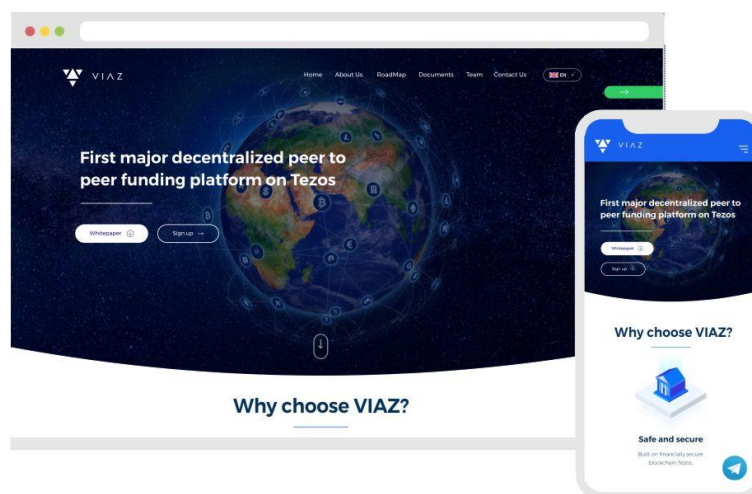 VIAZ
Home About Us RoadMap Documents Team Contact Us EN
First major decentralized peer to
peer funding platform on Tezos
Whitepaper
Sign up
Why choose VIAZ?
VIAZ
First major decentralized peer to
peer funding platform on Tezos
Whitepaper
Sign up
Why choose VIAZ?
Safe and secure
Built on financially secure
blockchain Tezos.